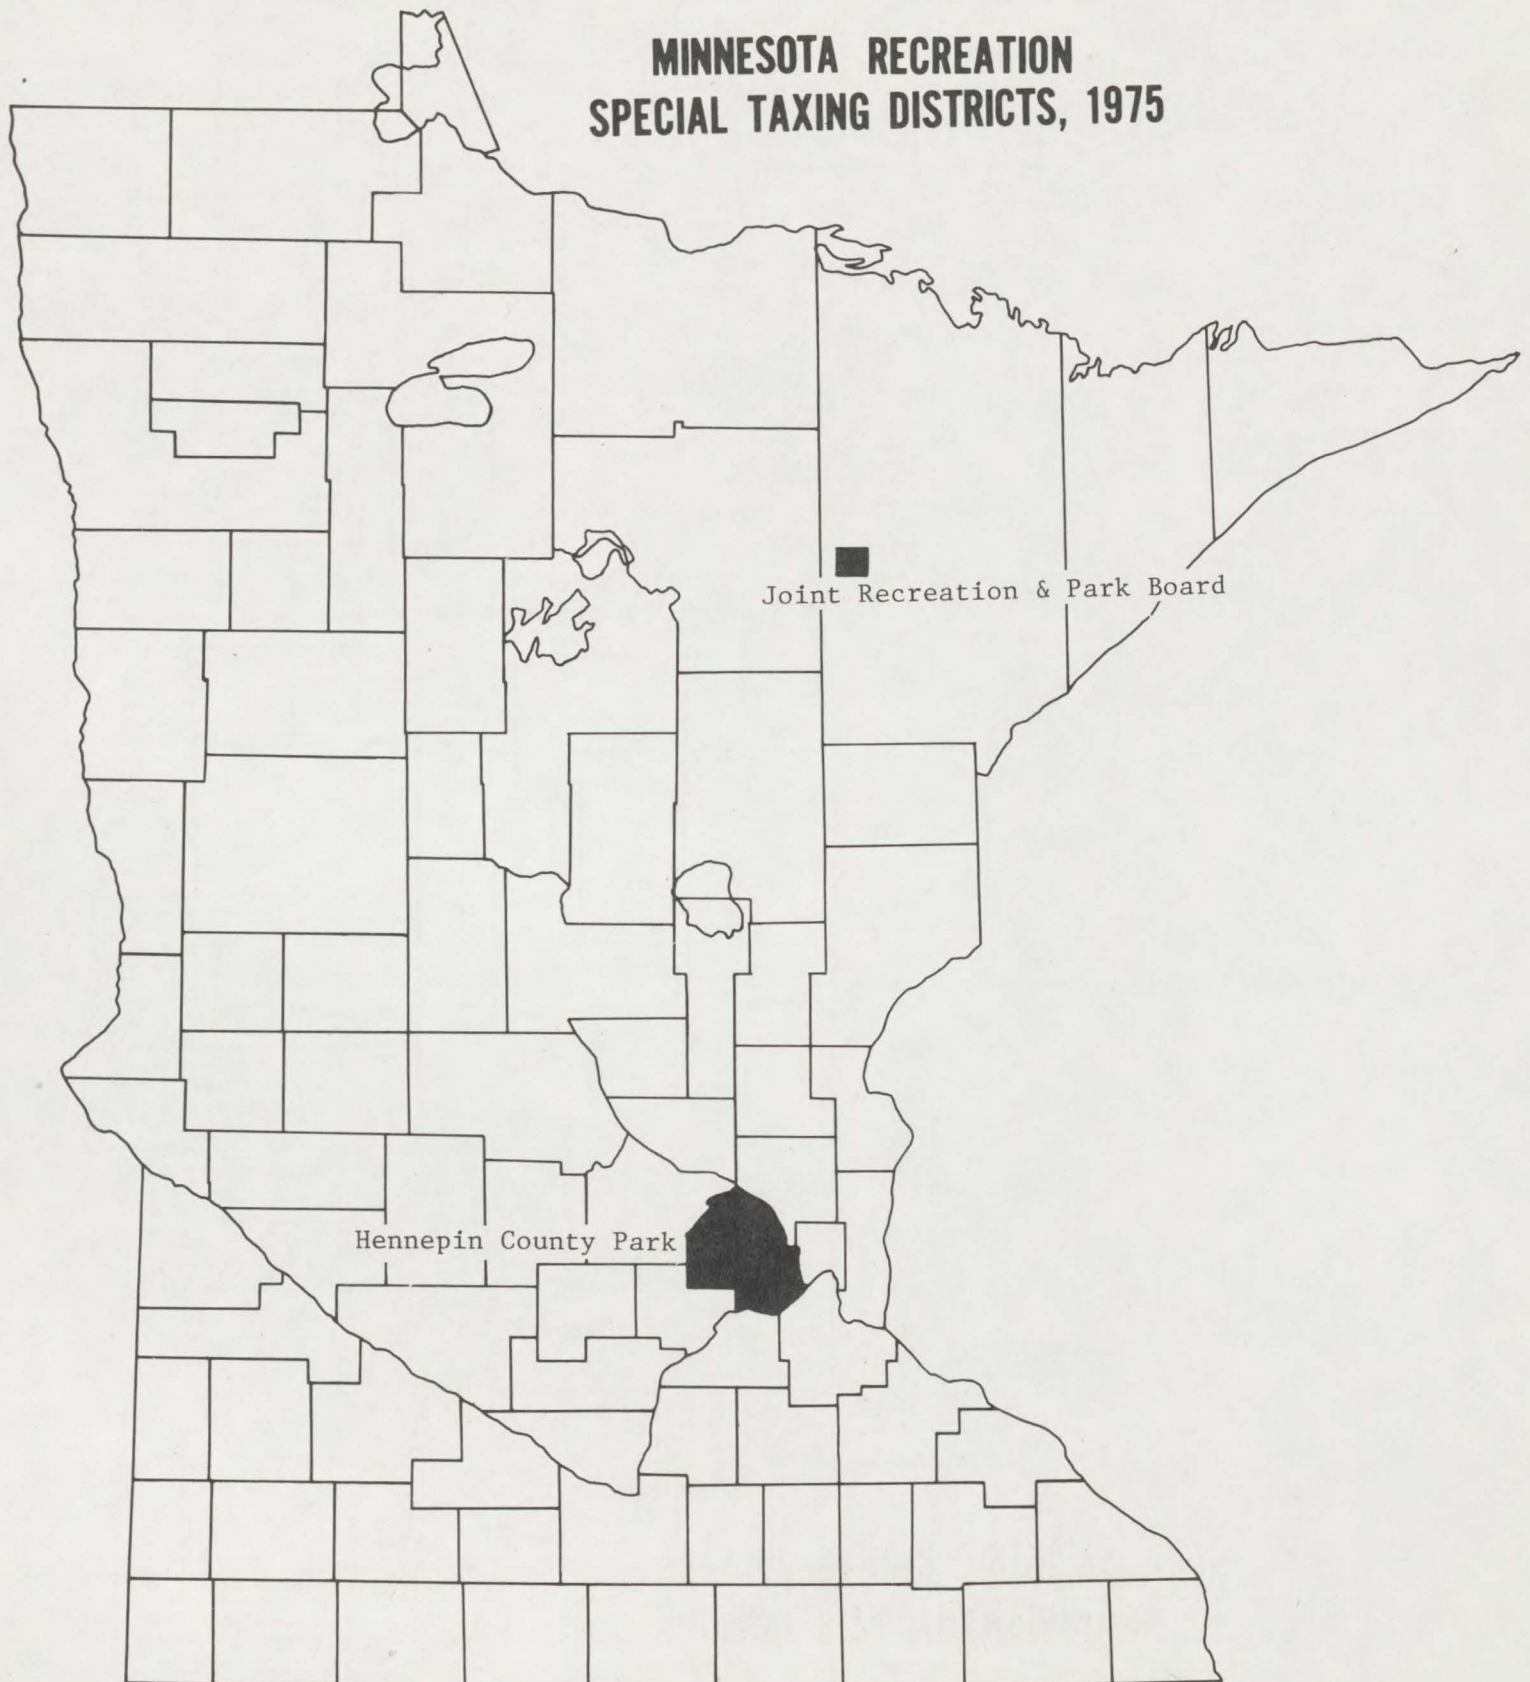 MINNESOTA RECREATION
SPECIAL TAXING DISTRICTS, 1975
Joint Recreation & Park Board
Hennepin County Park